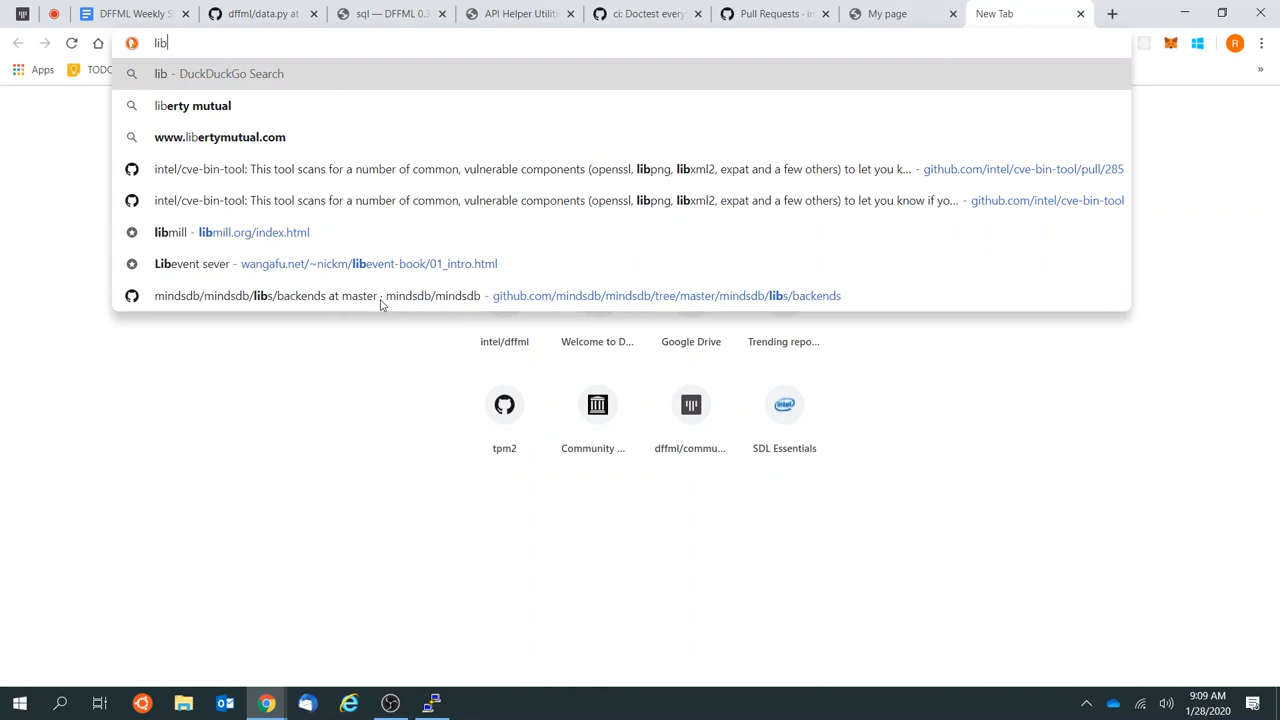 DFFML Weekly S
dffml/data.py at
sql — DFFML 0.3
API Helper Utiliti
ci: Doctest every
Pull Requests - in
My page
New Tab
lib
R
Apps
TODO
lib - DuckDuckGo Search
liberty mutual
www.libertymutual.com
intel/cve-bin-tool: This tool scans for a number of common, vulnerable components (openssl, libpng, libxml2, expat and a few others) to let you k... - github.com/intel/cve-bin-tool/pull/285
intel/cve-bin-tool: This tool scans for a number of common, vulnerable components (openssl, libpng, libxml2, expat and a few others) to let you know if yo... - github.com/intel/cve-bin-tool
libmill - libmill.org/index.html
Libevent sever - wangafu.net/~nickm/libevent-book/01_intro.html
mindsdb/mindsdb/libs/backends at master · mindsdb/mindsdb - github.com/mindsdb/mindsdb/tree/master/mindsdb/libs/backends
intel/dffml
Welcome to D...
Google Drive
Trending repo...
tpm2
Community ...
dffml/commu...
SDL Essentials
9:09 AM
1/28/2020